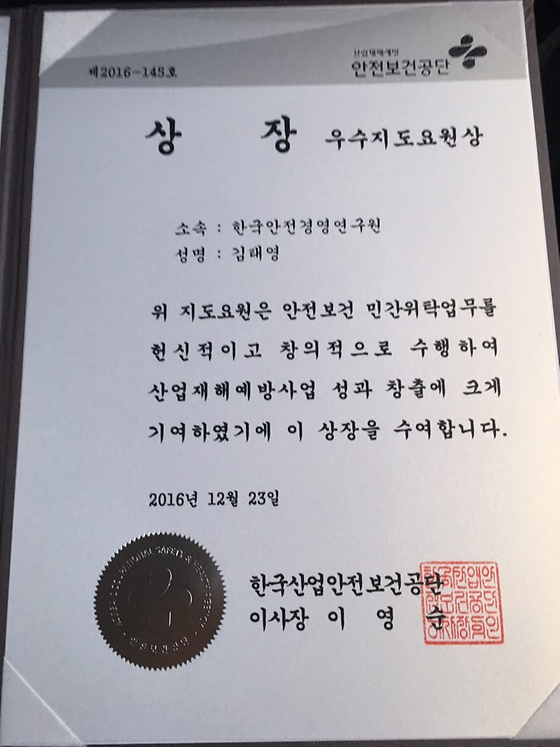 제2016-145호
산업재해예방
안전보건공단
상 장 우수지도요원상
소속 : 한국안전경영연구원
성명 : 김태영
위 지도요원은 안전보건 민간위탁업무를
헌신적이고 창의적으로 수행하여
산업재해예방사업 성과 창출에 크게
기여하였기에 이 상장을 수여합니다.
2016년 12월 23일
한국산업안전보건공단
이사장 이 영 순
안전보건공단